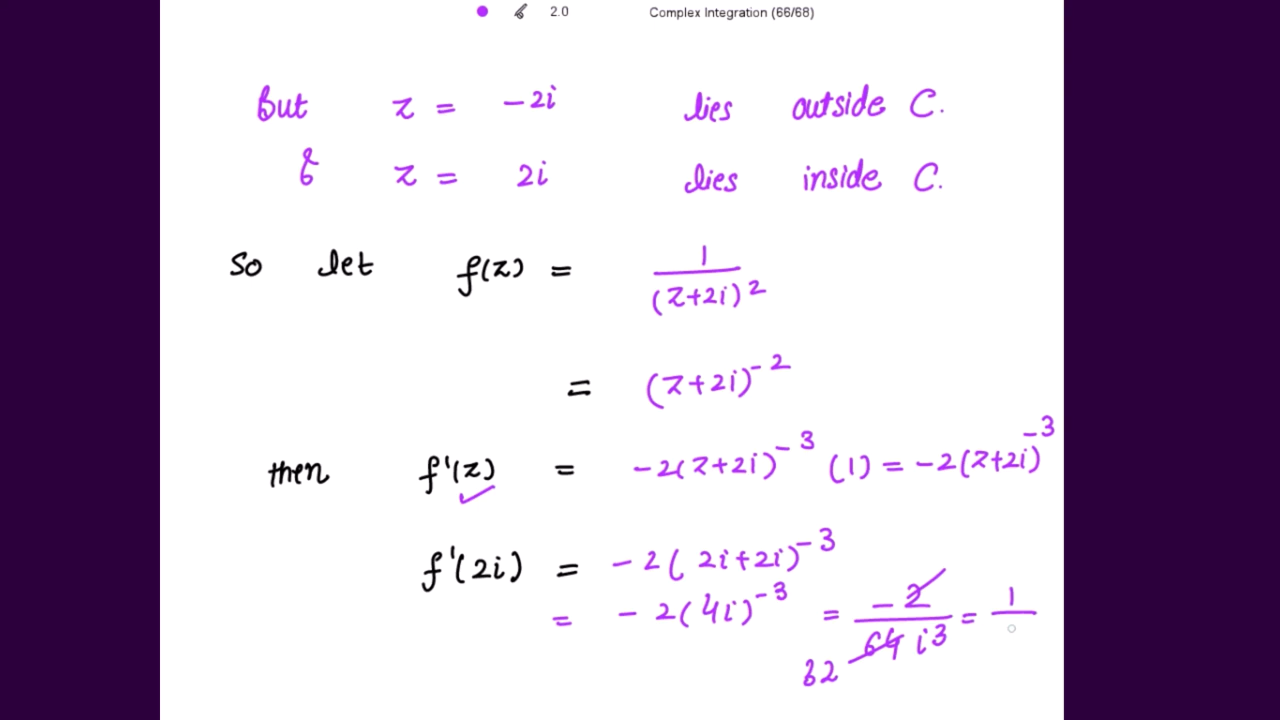 2.0 Complex Integration (66/68)
But z = -2i lies outside C.
& z = 2i lies inside C.
So let f(z) = 1/(z+2i)²
= (z+2i)⁻²
then f'(z) = -2(z+2i)⁻³ (1) = -2(z+2i)⁻³
f'(2i) = -2(2i+2i)⁻³
= -2(4i)⁻³ = -2/64 i³ = 1/
32